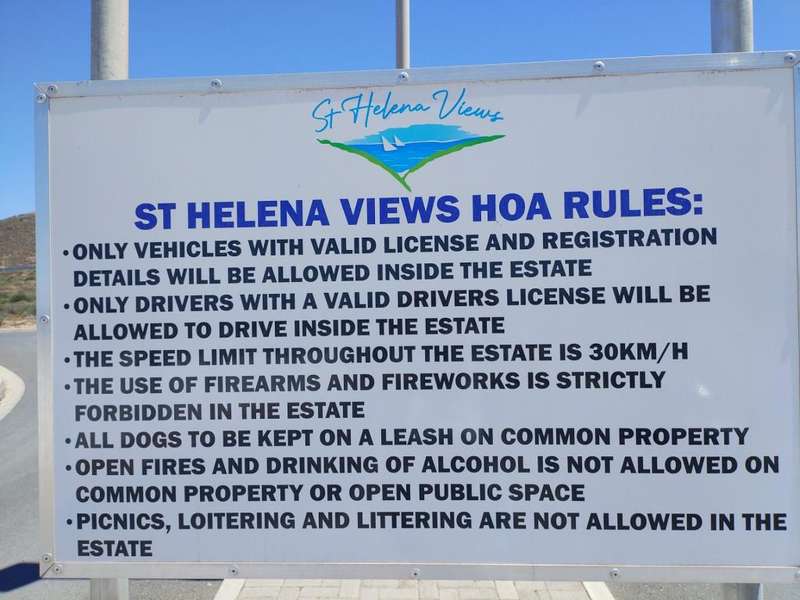 St Helena Views
ST HELENA VIEWS HOA RULES:
•ONLY VEHICLES WITH VALID LICENSE AND REGISTRATION
DETAILS WILL BE ALLOWED INSIDE THE ESTATE
•ONLY DRIVERS WITH A VALID DRIVERS LICENSE WILL BE
ALLOWED TO DRIVE INSIDE THE ESTATE
•THE SPEED LIMIT THROUGHOUT THE ESTATE IS 30KM/H
•THE USE OF FIREARMS AND FIREWORKS IS STRICTLY
FORBIDDEN IN THE ESTATE
•ALL DOGS TO BE KEPT ON A LEASH ON COMMON PROPERTY
•OPEN FIRES AND DRINKING OF ALCOHOL IS NOT ALLOWED ON
COMMON PROPERTY OR OPEN PUBLIC SPACE
•PICNICS, LOITERING AND LITTERING ARE NOT ALLOWED IN THE
ESTATE